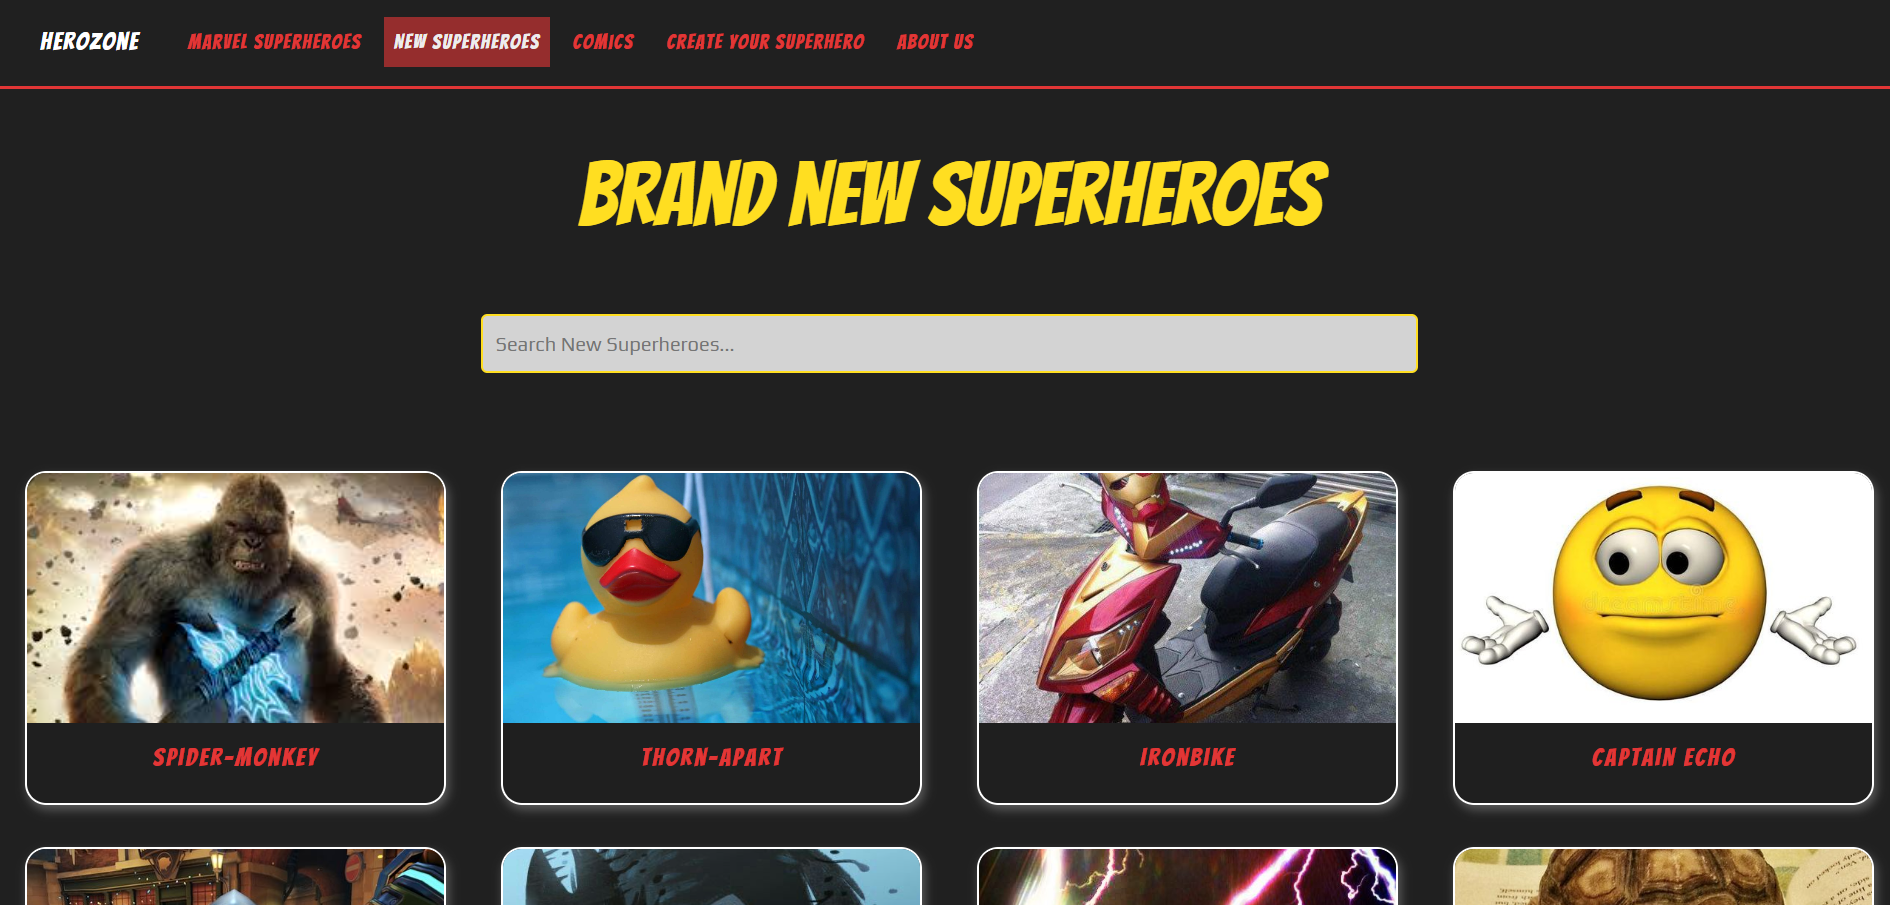 HEROZONE
MARVEL SUPERHEROES
NEW SUPERHEROES
COMICS
CREATE YOUR SUPERHERO
ABOUT US
BRAND NEW SUPERHEROES
Search New Superheroes...
SPIDER-MONKEY
THORN-APART
IRONBIKE
CAPTAIN ECHO